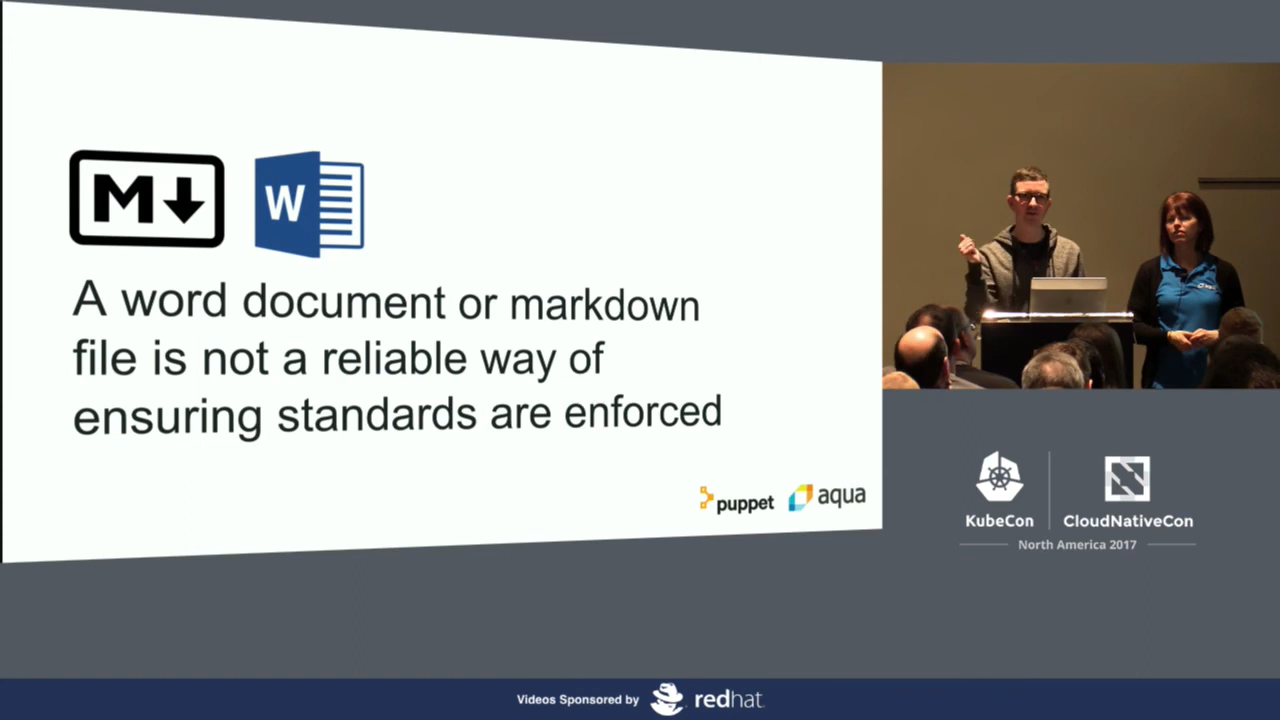 M
W
A word document or markdown
file is not a reliable way of
ensuring standards are enforced
puppet
aqua
KubeCon
CloudNativeCon
North America 2017
Videos Sponsored by
redhat.